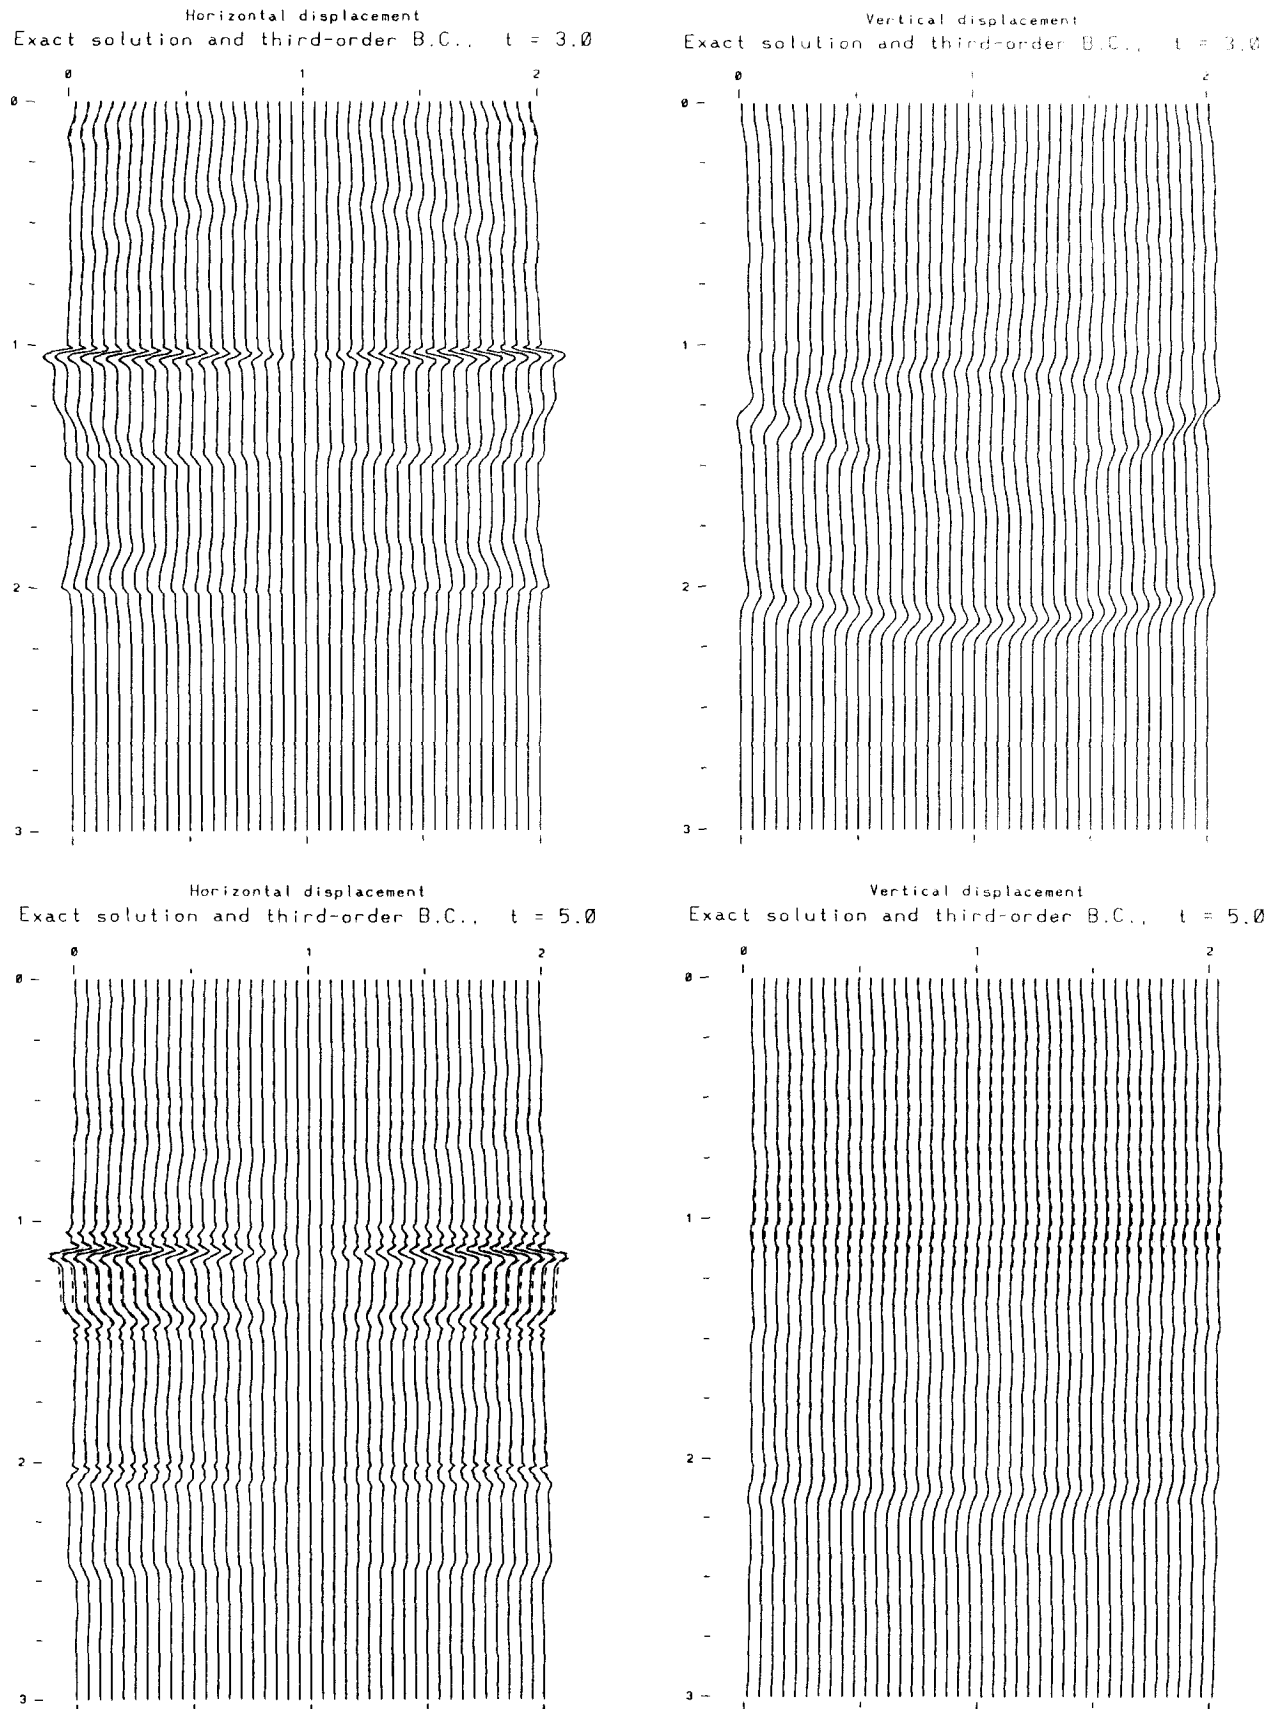 Horizontal displacement
Exact solution and third-order B.C., t = 3.0
0 1 2
0
1
2
3
Vertical displacement
Exact solution and third-order B.C., t = 3.0
0 1 2
0
1
2
3
Horizontal displacement
Exact solution and third-order B.C., t = 5.0
0 1 2
0
1
2
3
Vertical displacement
Exact solution and third-order B.C., t = 5.0
0 1 2
0
1
2
3